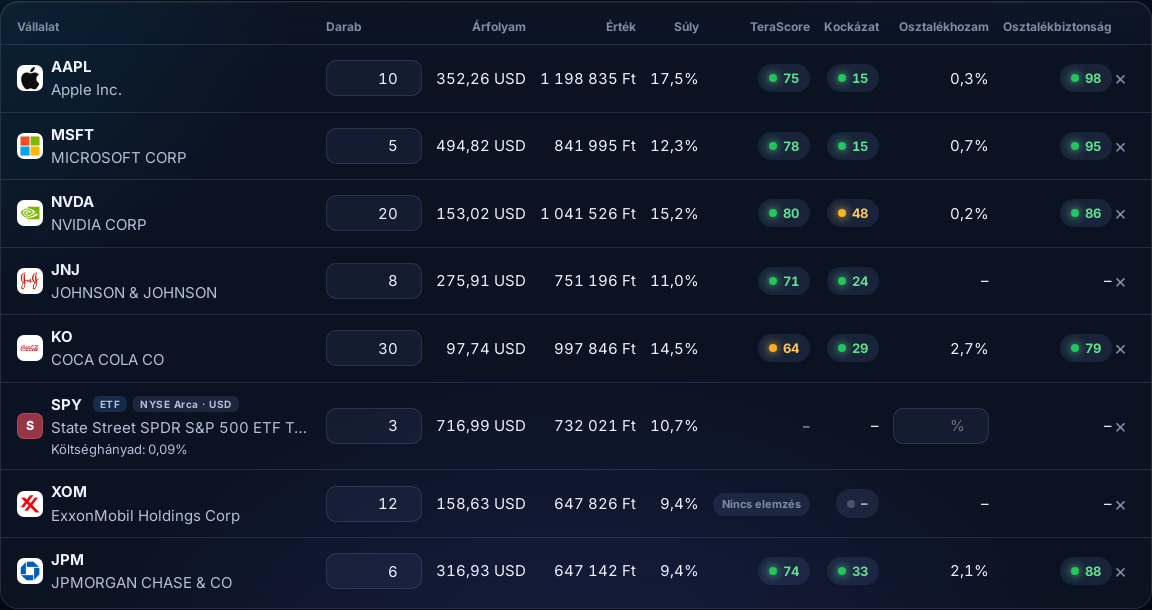 Vállalat Darab Árfolyam Érték Súly TeraScore Kockázat Osztalékhozam Osztalékbiztonság
AAPL
Apple Inc.
10 352,26 USD 1 198 835 Ft 17,5% 75 15 0,3% 98 ×
MSFT
MICROSOFT CORP
5 494,82 USD 841 995 Ft 12,3% 78 15 0,7% 95 ×
NVDA
NVIDIA CORP
20 153,02 USD 1 041 526 Ft 15,2% 80 48 0,2% 86 ×
JNJ
JOHNSON & JOHNSON
8 275,91 USD 751 196 Ft 11,0% 71 24 – – ×
KO
COCA COLA CO
30 97,74 USD 997 846 Ft 14,5% 64 29 2,7% 79 ×
S
SPY ETF NYSE Arca · USD
State Street SPDR S&P 500 ETF T...
Költséghányad: 0,09%
3 716,99 USD 732 021 Ft 10,7% – – % – ×
XOM
ExxonMobil Holdings Corp
12 158,63 USD 647 826 Ft 9,4% Nincs elemzés – – – ×
JPM
JPMORGAN CHASE & CO
6 316,93 USD 647 142 Ft 9,4% 74 33 2,1% 88 ×